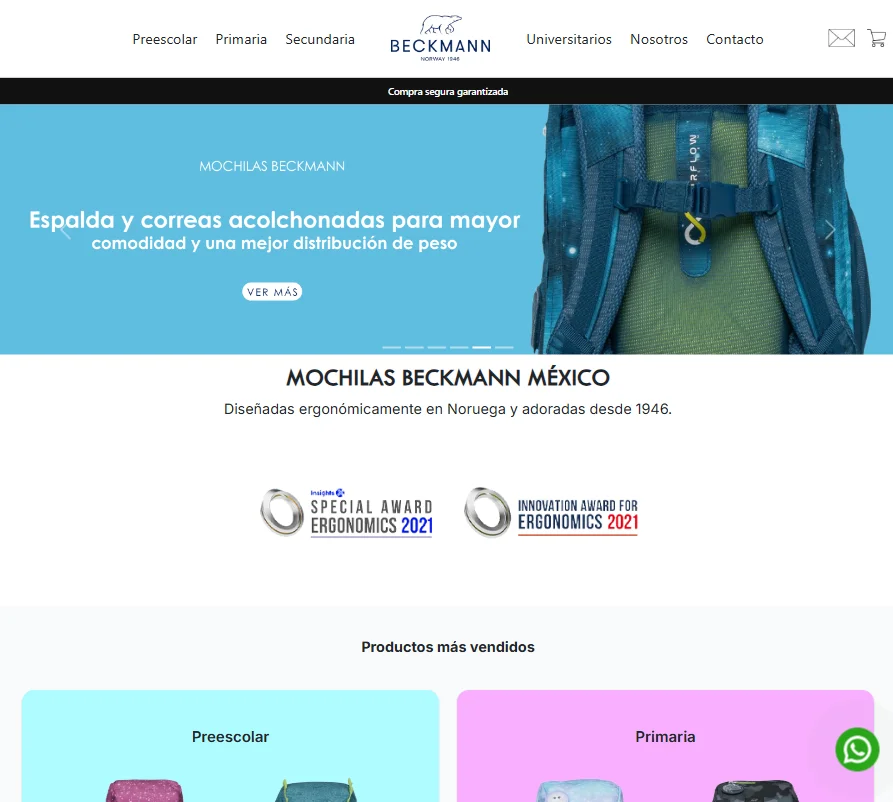 Preescolar Primaria Secundaria
BECKMANN
NORWAY 1946
Universitarios Nosotros Contacto
Compra segura garantizada
MOCHILAS BECKMANN
Espalda y correas acolchonadas para mayor
comodidad y una mejor distribución de peso
VER MÁS
MOCHILAS BECKMANN MÉXICO
Diseñadas ergonómicamente en Noruega y adoradas desde 1946.
Insights
SPECIAL AWARD
ERGONOMICS 2021
INNOVATION AWARD FOR
ERGONOMICS 2021
Productos más vendidos
Preescolar
Primaria